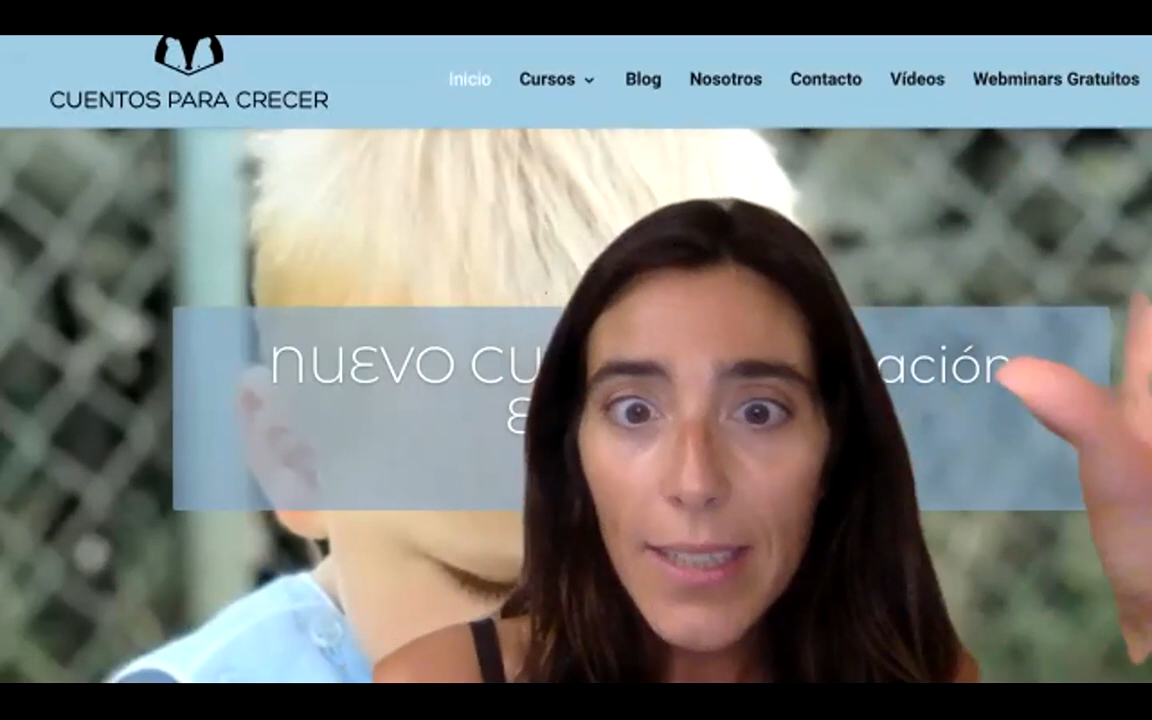 CUENTOS PARA CRECER
Inicio
Cursos
Blog
Nosotros
Contacto
Vídeos
Webminars Gratuitos
NUEVO
ación